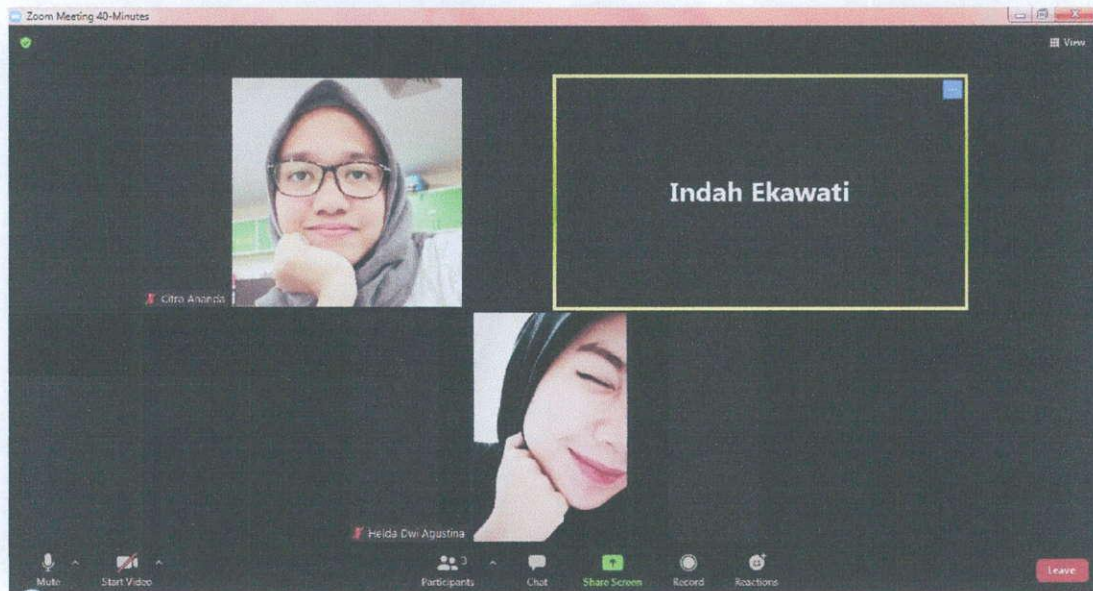 Zoom Meeting 40-Minutes
View
Indah Ekawati
Citra Ananda
Helda Dwi Agustina
Mute
Start Video
3
Participants
Chat
Share Screen
Record
Reactions
Leave